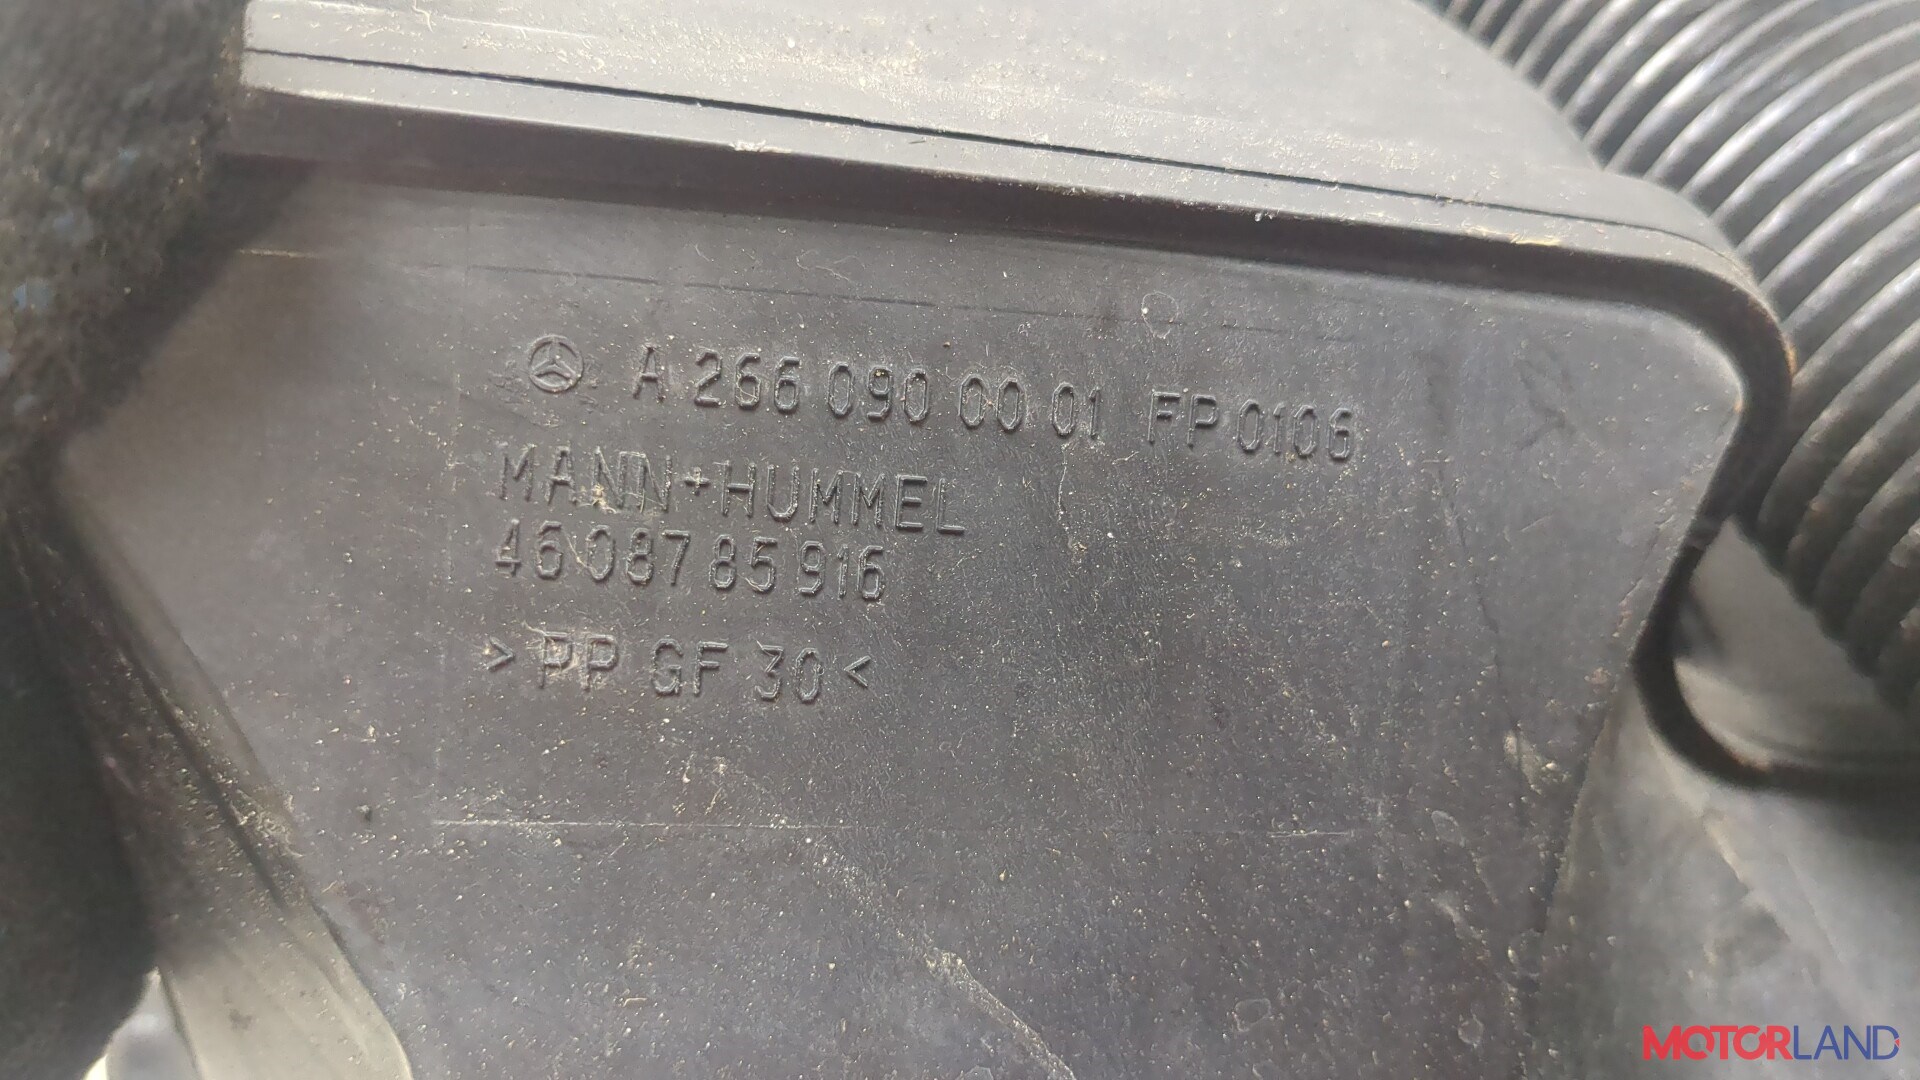 A 266 090 00 01 FP 0106
MANN+HUMMEL
46 087 85 916
> PP GF 30 <
MOTORLAND